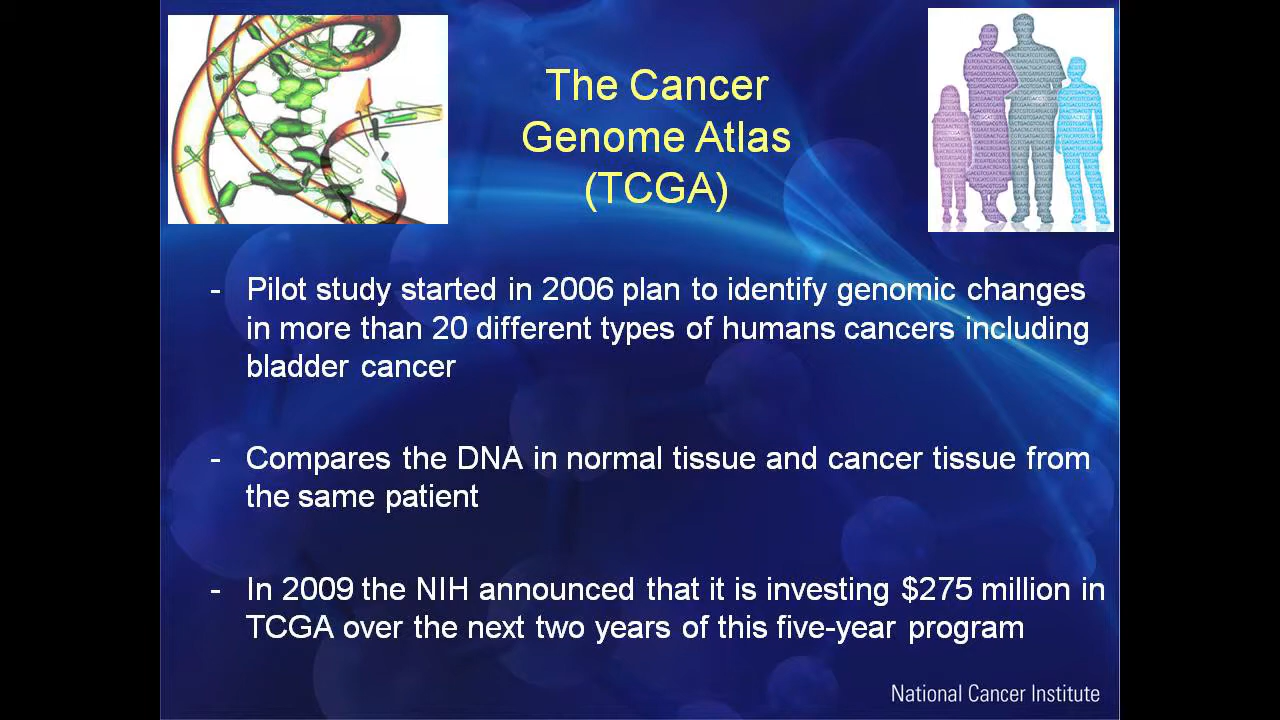 The Cancer
Genome Atlas
(TCGA)
- Pilot study started in 2006 plan to identify genomic changes
in more than 20 different types of humans cancers including
bladder cancer
- Compares the DNA in normal tissue and cancer tissue from
the same patient
- In 2009 the NIH announced that it is investing $275 million in
TCGA over the next two years of this five-year program
National Cancer Institute